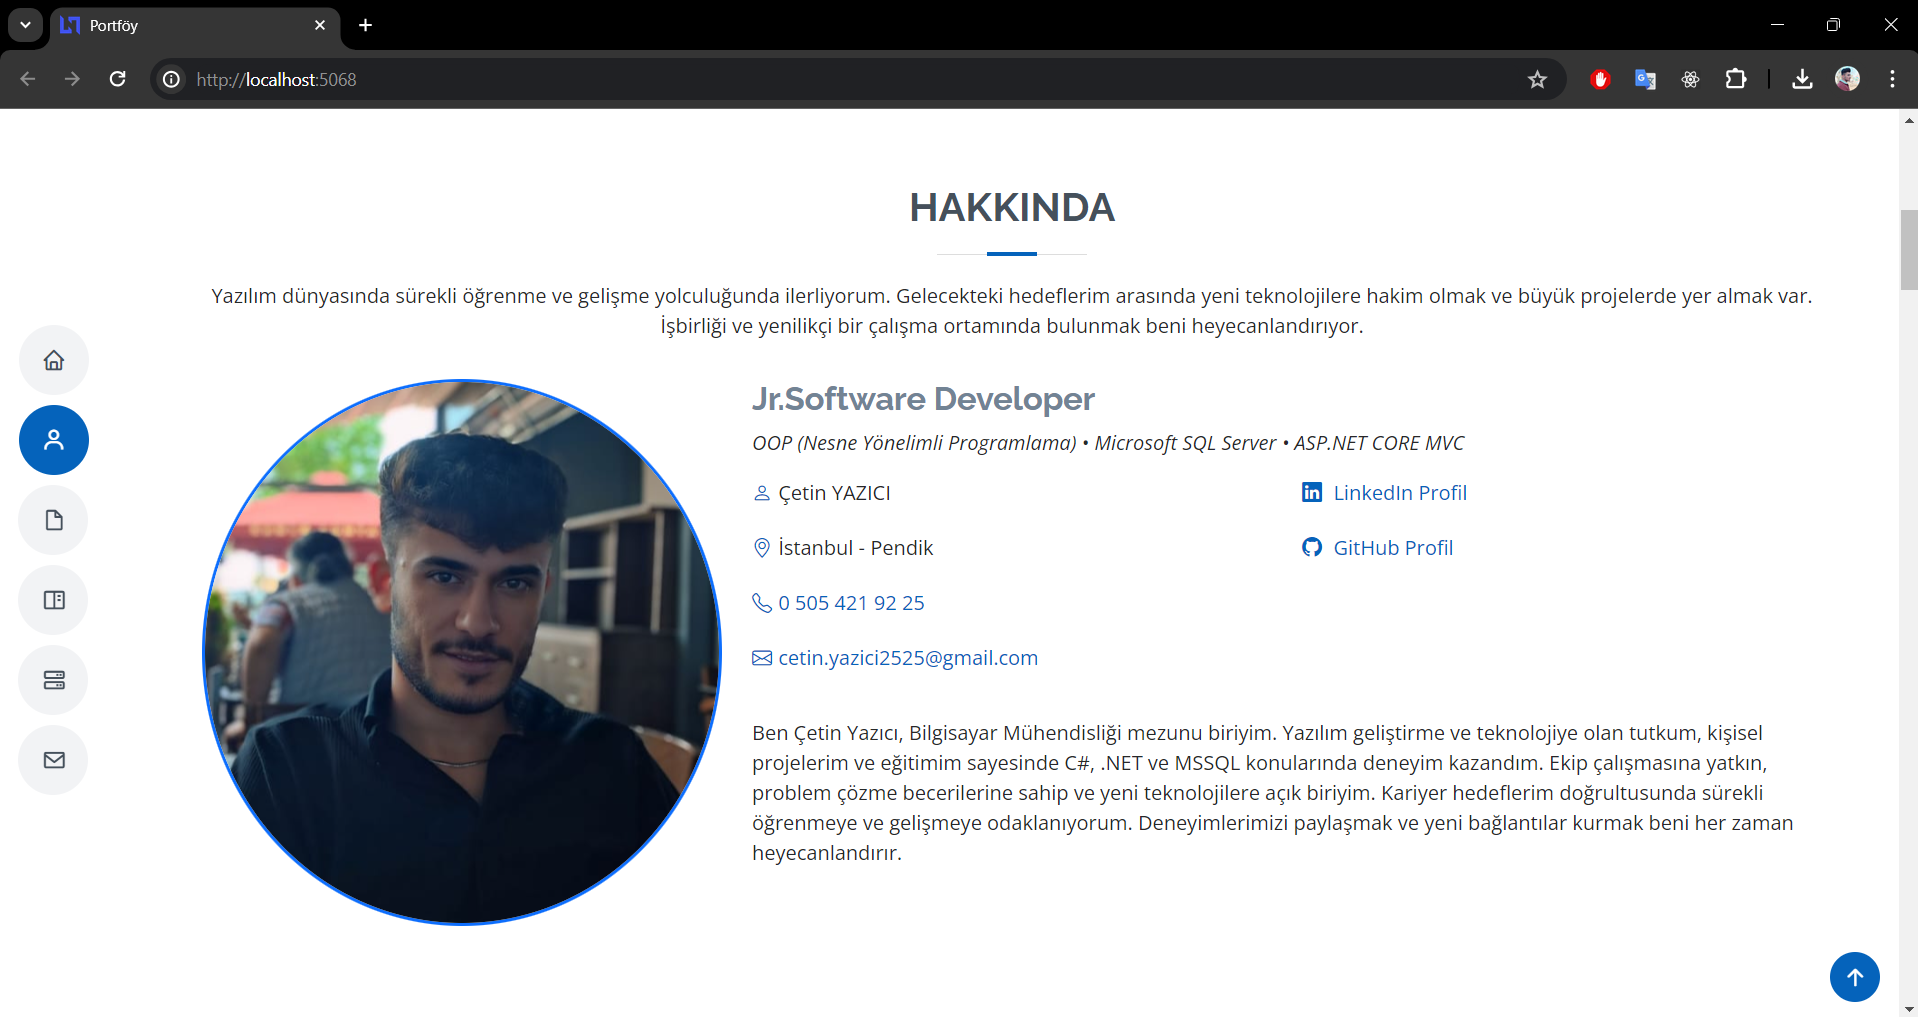 Portföy
http://localhost:5068
HAKKINDA
Yazılım dünyasında sürekli öğrenme ve gelişme yolculuğunda ilerliyorum. Gelecekteki hedeflerim arasında yeni teknolojilere hakim olmak ve büyük projelerde yer almak var.
İşbirliği ve yenilikçi bir çalışma ortamında bulunmak beni heyecanlandırıyor.
Jr.Software Developer
OOP (Nesne Yönelimli Programlama) • Microsoft SQL Server • ASP.NET CORE MVC
Çetin YAZICI
LinkedIn Profil
İstanbul - Pendik
GitHub Profil
0 505 421 92 25
cetin.yazici2525@gmail.com
Ben Çetin Yazıcı, Bilgisayar Mühendisliği mezunu biriyim. Yazılım geliştirme ve teknolojiye olan tutkum, kişisel
projelerim ve eğitimim sayesinde C#, .NET ve MSSQL konularında deneyim kazandım. Ekip çalışmasına yatkın,
problem çözme becerilerine sahip ve yeni teknolojilere açık biriyim. Kariyer hedeflerim doğrultusunda sürekli
öğrenmeye ve gelişmeye odaklanıyorum. Deneyimlerimizi paylaşmak ve yeni bağlantılar kurmak beni her zaman
heyecanlandırır.